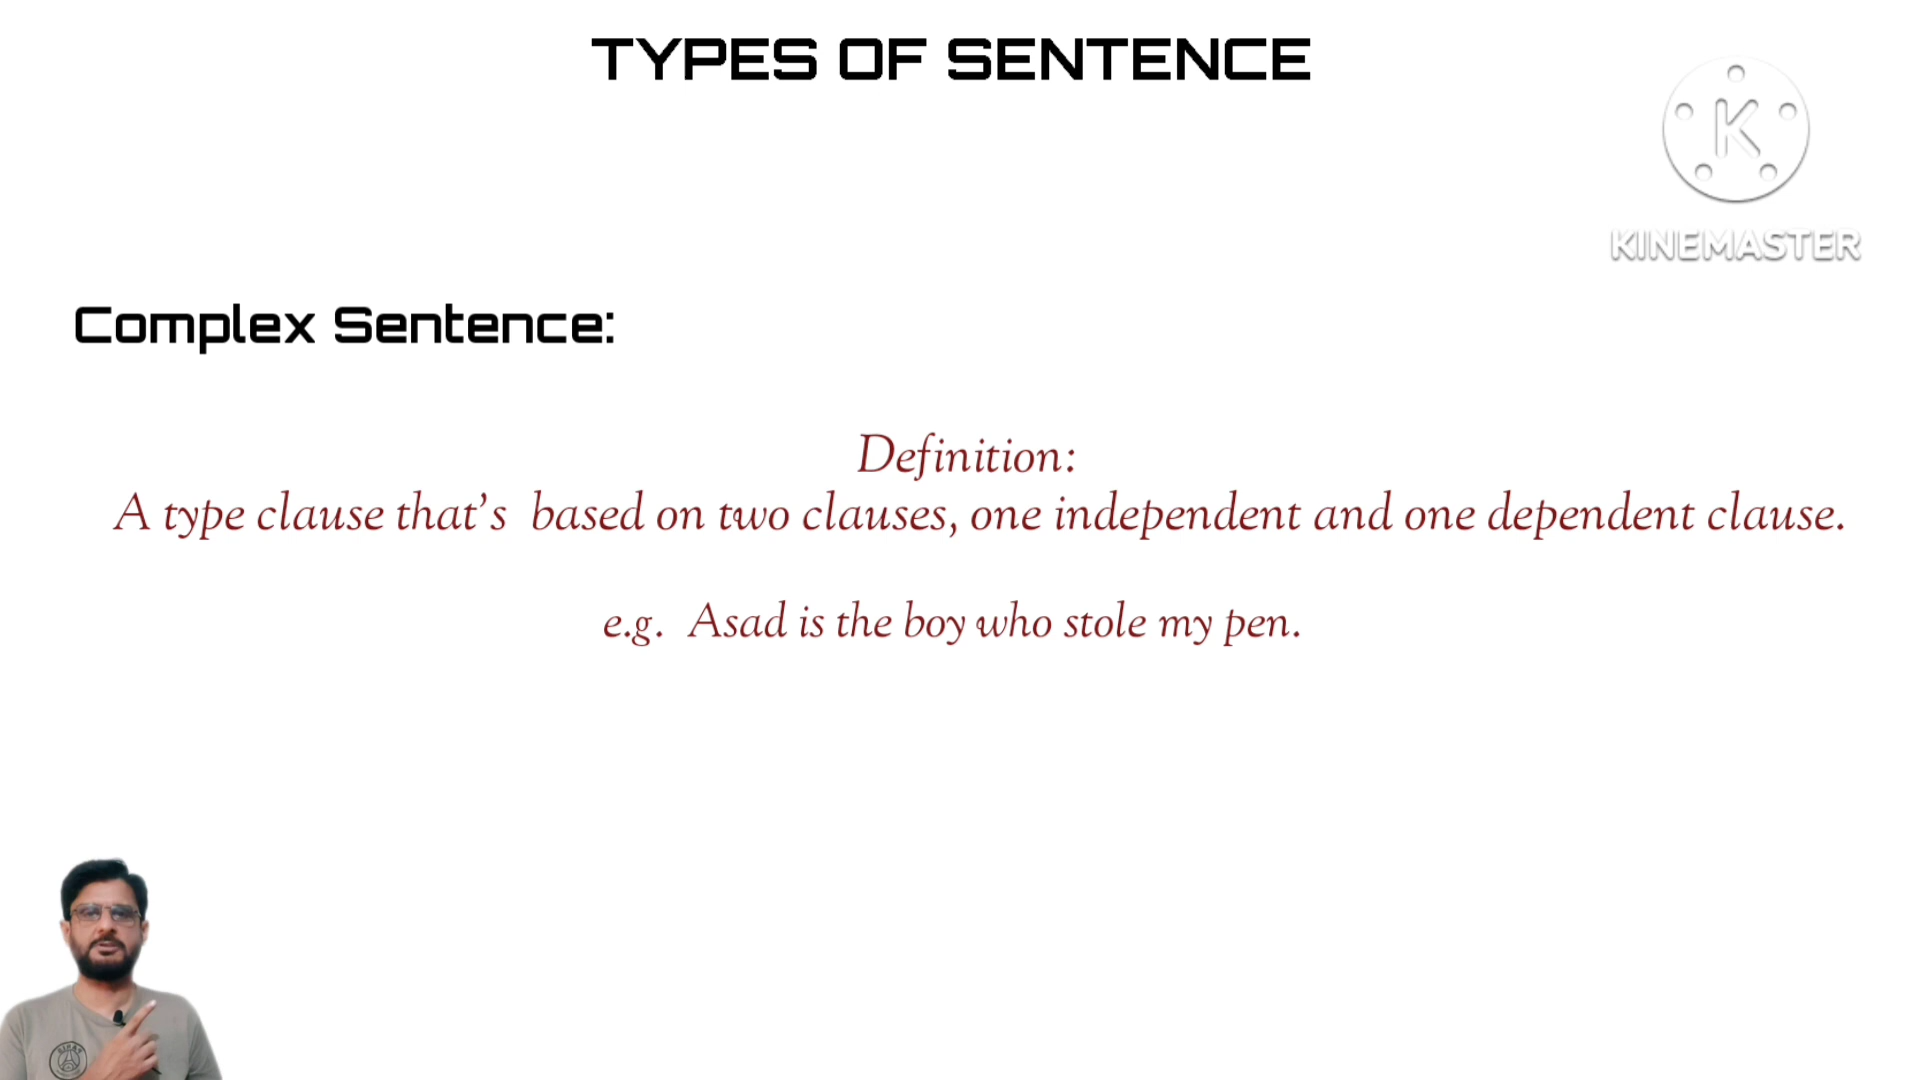 TYPES OF SENTENCE
K
KINEMASTER
Complex Sentence:
Definition:
A type clause that's based on two clauses, one independent and one dependent clause.
e.g. Asad is the boy who stole my pen.